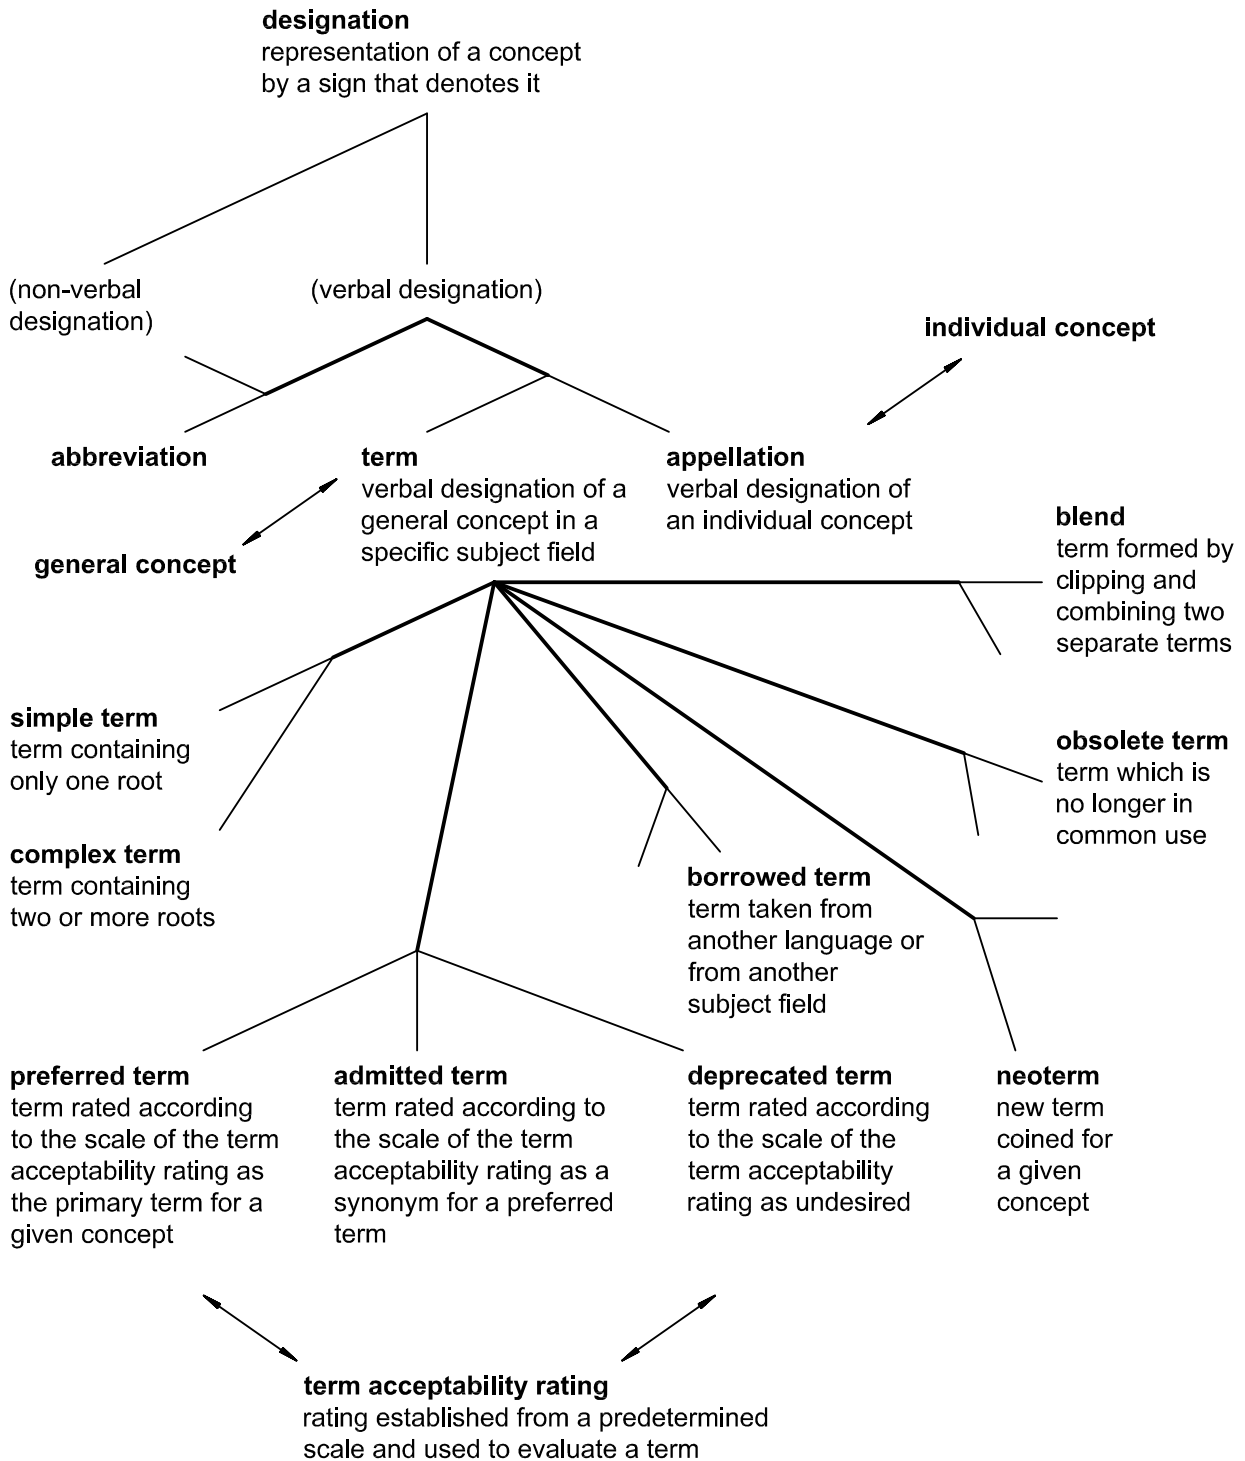 designation
representation of a concept
by a sign that denotes it
(non-verbal
designation)
(verbal designation)
individual concept
abbreviation
term
verbal designation of a
general concept in a
specific subject field
appellation
verbal designation of
an individual concept
general concept
blend
term formed by
clipping and
combining two
separate terms
simple term
term containing
only one root
obsolete term
term which is
no longer in
common use
complex term
term containing
two or more roots
borrowed term
term taken from
another language or
from another
subject field
preferred term
term rated according
to the scale of the term
acceptability rating as
the primary term for a
given concept
admitted term
term rated according to
the scale of the term
acceptability rating as a
synonym for a preferred
term
deprecated term
term rated according
to the scale of the
term acceptability
rating as undesired
neoterm
new term
coined for
a given
concept
term acceptability rating
rating established from a predetermined
scale and used to evaluate a term